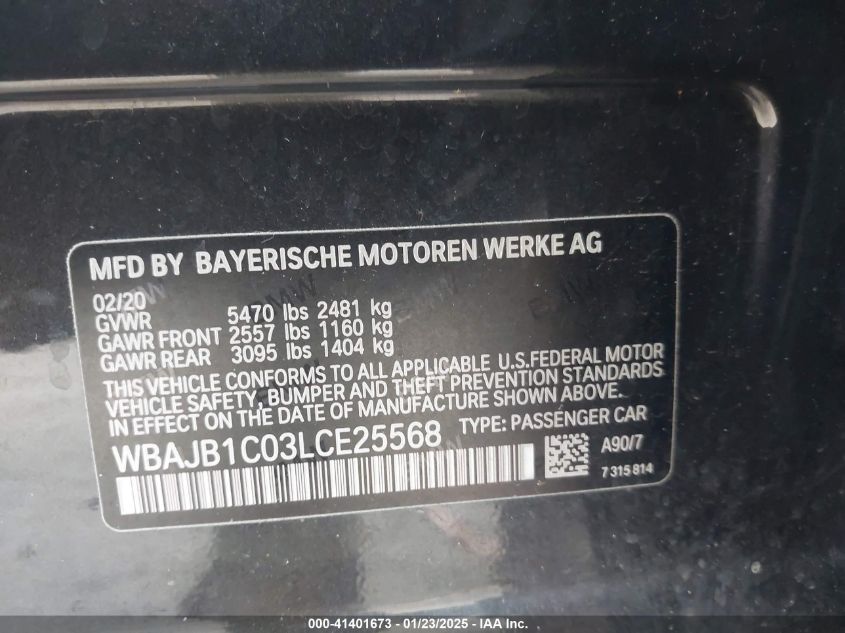 MFD BY BAYERISCHE MOTOREN WERKE AG
02/20
GVWR 5470 lbs 2481 kg
GAWR FRONT 2557 lbs 1160 kg
GAWR REAR 3095 lbs 1404 kg
THIS VEHICLE CONFORMS TO ALL APPLICABLE U.S.FEDERAL MOTOR
VEHICLE SAFETY, BUMPER AND THEFT PREVENTION STANDARDS
IN EFFECT ON THE DATE OF MANUFACTURE SHOWN ABOVE.
WBAJB1C03LCE25568 TYPE: PASSENGER CAR
A90/7
7 315 814
000-41401673 - 01/23/2025 - IAA Inc.